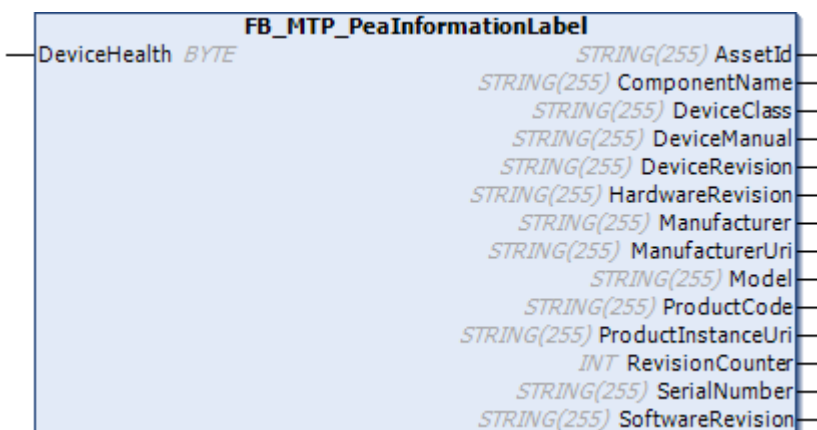 FB_MTP_PeaInformationLabel
DeviceHealth BYTE STRING(255) AssetId
STRING(255) ComponentName
STRING(255) DeviceClass
STRING(255) DeviceManual
STRING(255) DeviceRevision
STRING(255) HardwareRevision
STRING(255) Manufacturer
STRING(255) ManufacturerUri
STRING(255) Model
STRING(255) ProductCode
STRING(255) ProductInstanceUri
INT RevisionCounter
STRING(255) SerialNumber
STRING(255) SoftwareRevision